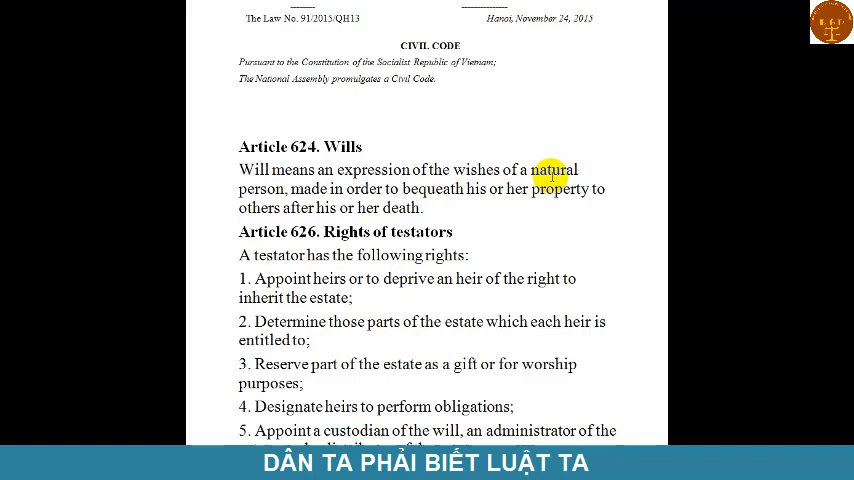 The Law No. 91/2015/QH13
Hanoi, November 24, 2015
CIVIL CODE
Pursuant to the Constitution of the Socialist Republic of Vietnam;
The National Assembly promulgates a Civil Code.
Article 624. Wills
Will means an expression of the wishes of a natural
person, made in order to bequeath his or her property to
others after his or her death.
Article 626. Rights of testators
A testator has the following rights:
1. Appoint heirs or to deprive an heir of the right to
inherit the estate;
2. Determine those parts of the estate which each heir is
entitled to;
3. Reserve part of the estate as a gift or for worship
purposes;
4. Designate heirs to perform obligations;
5. Appoint a custodian of the will, an administrator of the
DÂN TA PHẢI BIẾT LUẬT TA